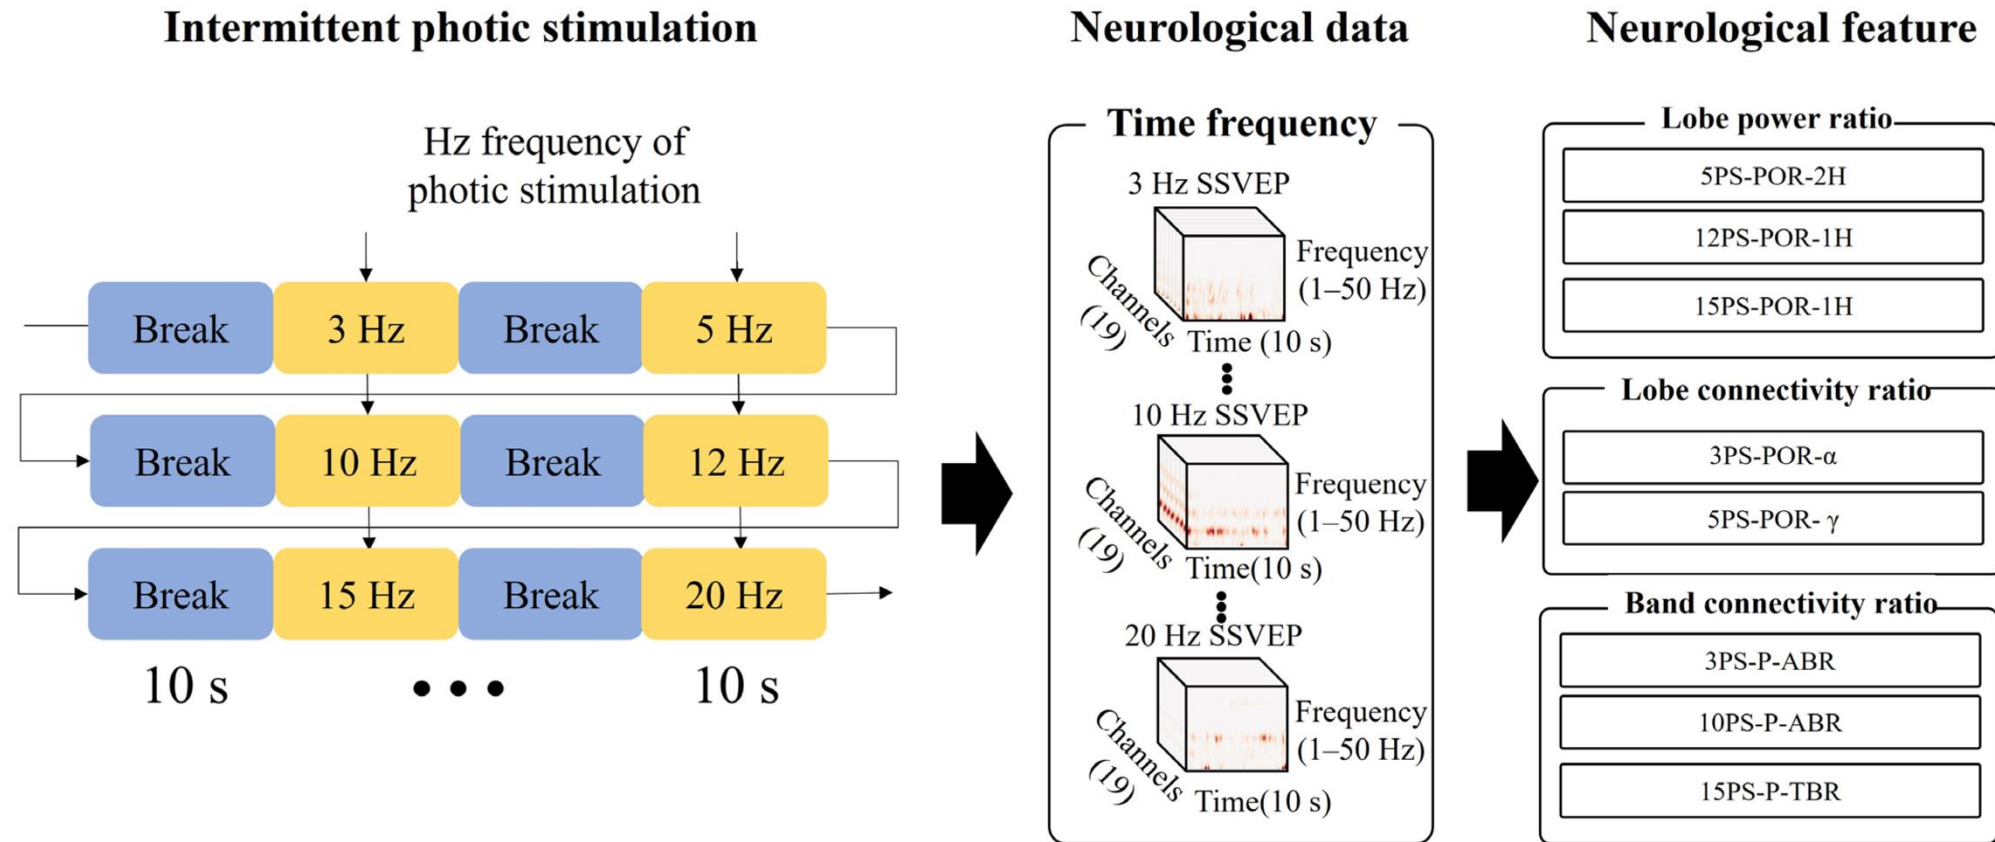 Intermittent photic stimulation
Hz frequency of
photic stimulation
Break
3 Hz
Break
5 Hz
Break
10 Hz
Break
12 Hz
Break
15 Hz
Break
20 Hz
10 s
• • •
10 s
Neurological data
Time frequency
3 Hz SSVEP
Frequency
(1–50 Hz)
Channels
(19)
Time (10 s)
10 Hz SSVEP
Frequency
(1–50 Hz)
Channels
(19)
Time(10 s)
20 Hz SSVEP
Frequency
(1–50 Hz)
Channels
(19)
Time(10 s)
Neurological feature
Lobe power ratio
5PS-POR-2H
12PS-POR-1H
15PS-POR-1H
Lobe connectivity ratio
3PS-POR-α
5PS-POR- γ
Band connectivity ratio
3PS-P-ABR
10PS-P-ABR
15PS-P-TBR